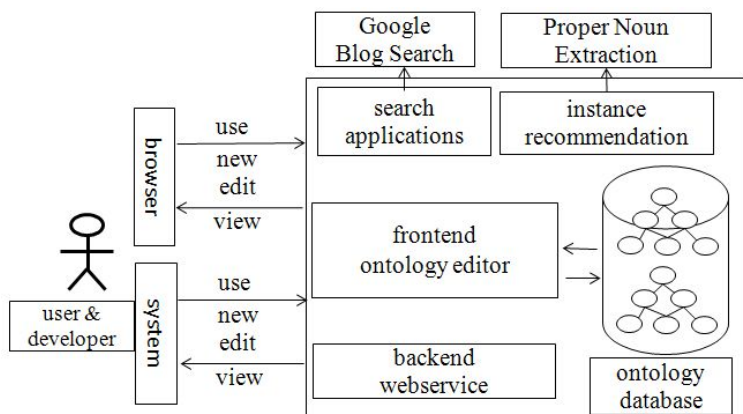 Google
Blog Search
Proper Noun
Extraction
search
applications
instance
recommendation
browser
use
new
edit
view
frontend
ontology editor
user &
developer
system
use
new
edit
view
backend
webservice
ontology
database